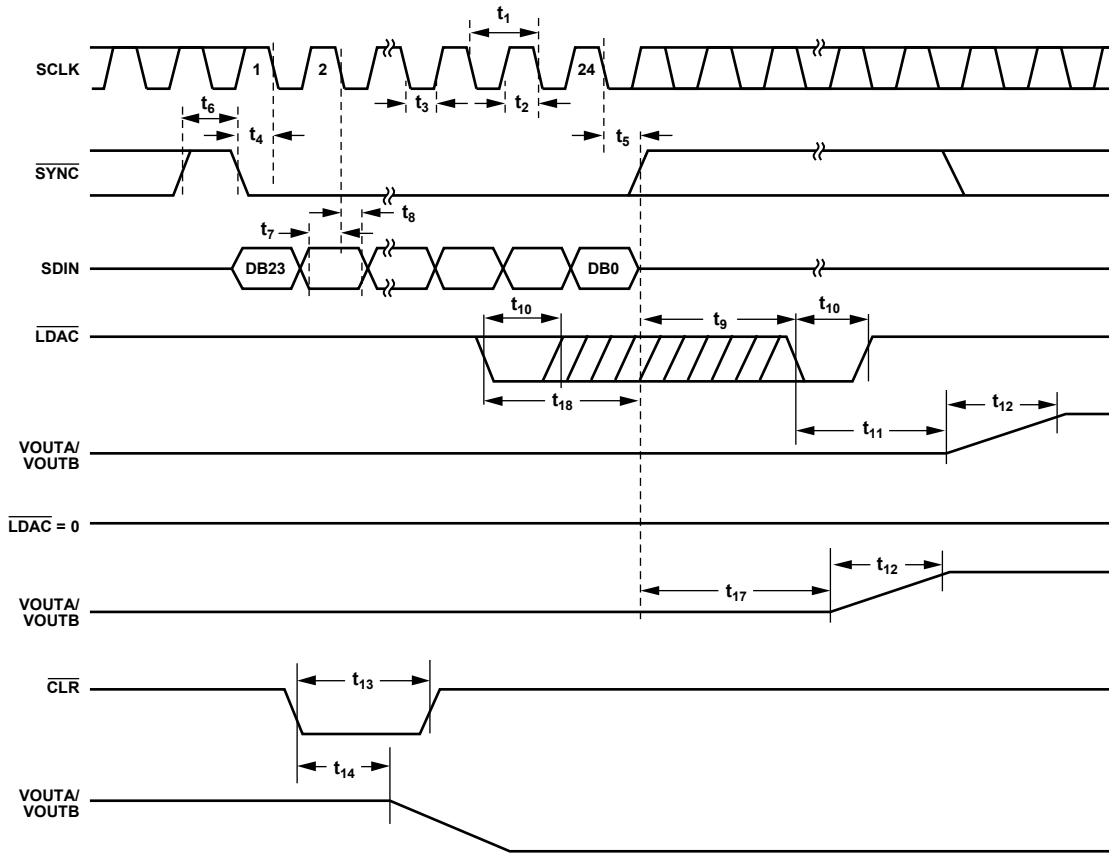 t1
SCLK
1
2
24
t3
t2
t6
t4
t5
SYNC
t7
t8
SDIN
DB23
DB0
t10
t9
t10
LDAC
t18
t11
t12
VOUTA/
VOUTB
LDAC = 0
t17
t12
VOUTA/
VOUTB
CLR
t13
t14
VOUTA/
VOUTB